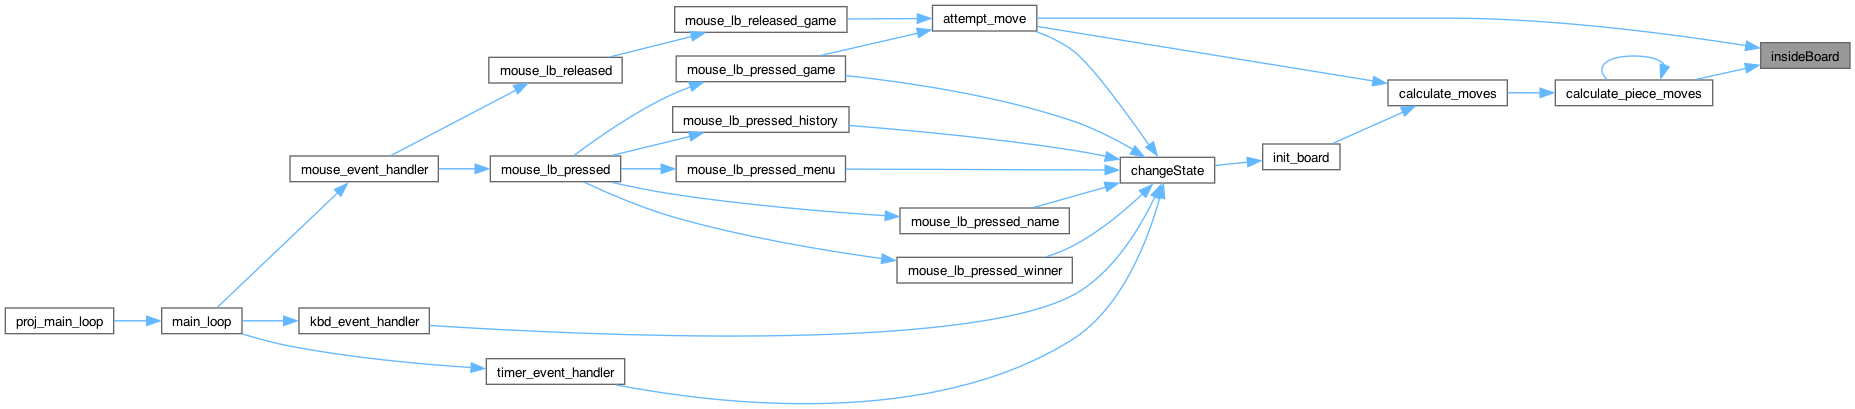 mouse_lb_released_game
attempt_move
insideBoard
mouse_lb_released
mouse_lb_pressed_game
calculate_moves
calculate_piece_moves
mouse_lb_pressed_history
mouse_event_handler
mouse_lb_pressed
mouse_lb_pressed_menu
changeState
init_board
mouse_lb_pressed_name
mouse_lb_pressed_winner
proj_main_loop
main_loop
kbd_event_handler
timer_event_handler